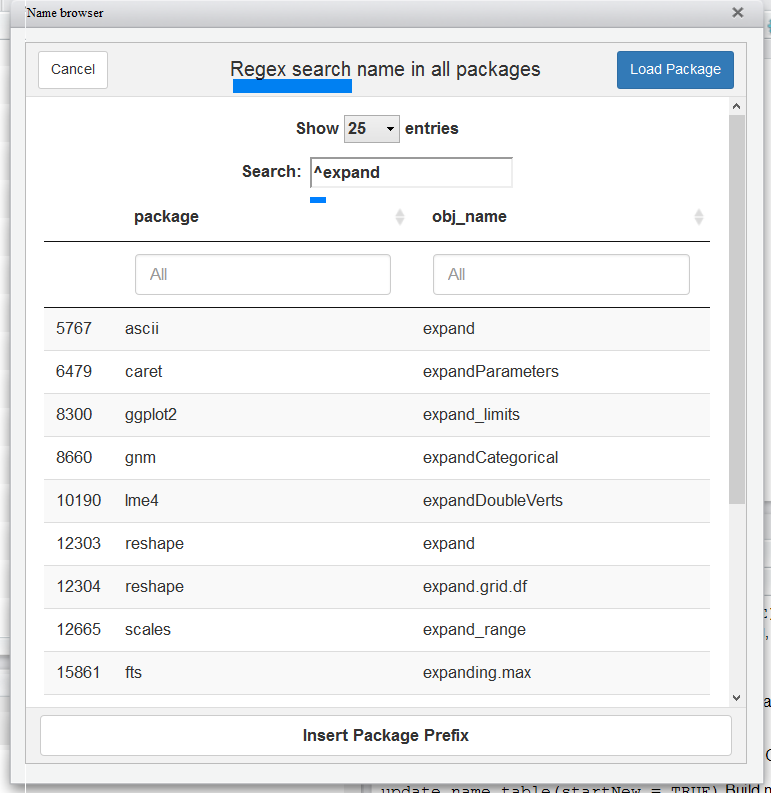 Name browser
Cancel Regex search name in all packages Load Package
Show 25 entries
Search: ^expand
package obj_name
All All
5767 ascii expand
6479 caret expandParameters
8300 ggplot2 expand_limits
8660 gnm expandCategorical
10190 lme4 expandDoubleVerts
12303 reshape expand
12304 reshape expand.grid.df
12665 scales expand_range
15861 fts expanding.max
Insert Package Prefix
update_name_table(startNew = TRUE) Build